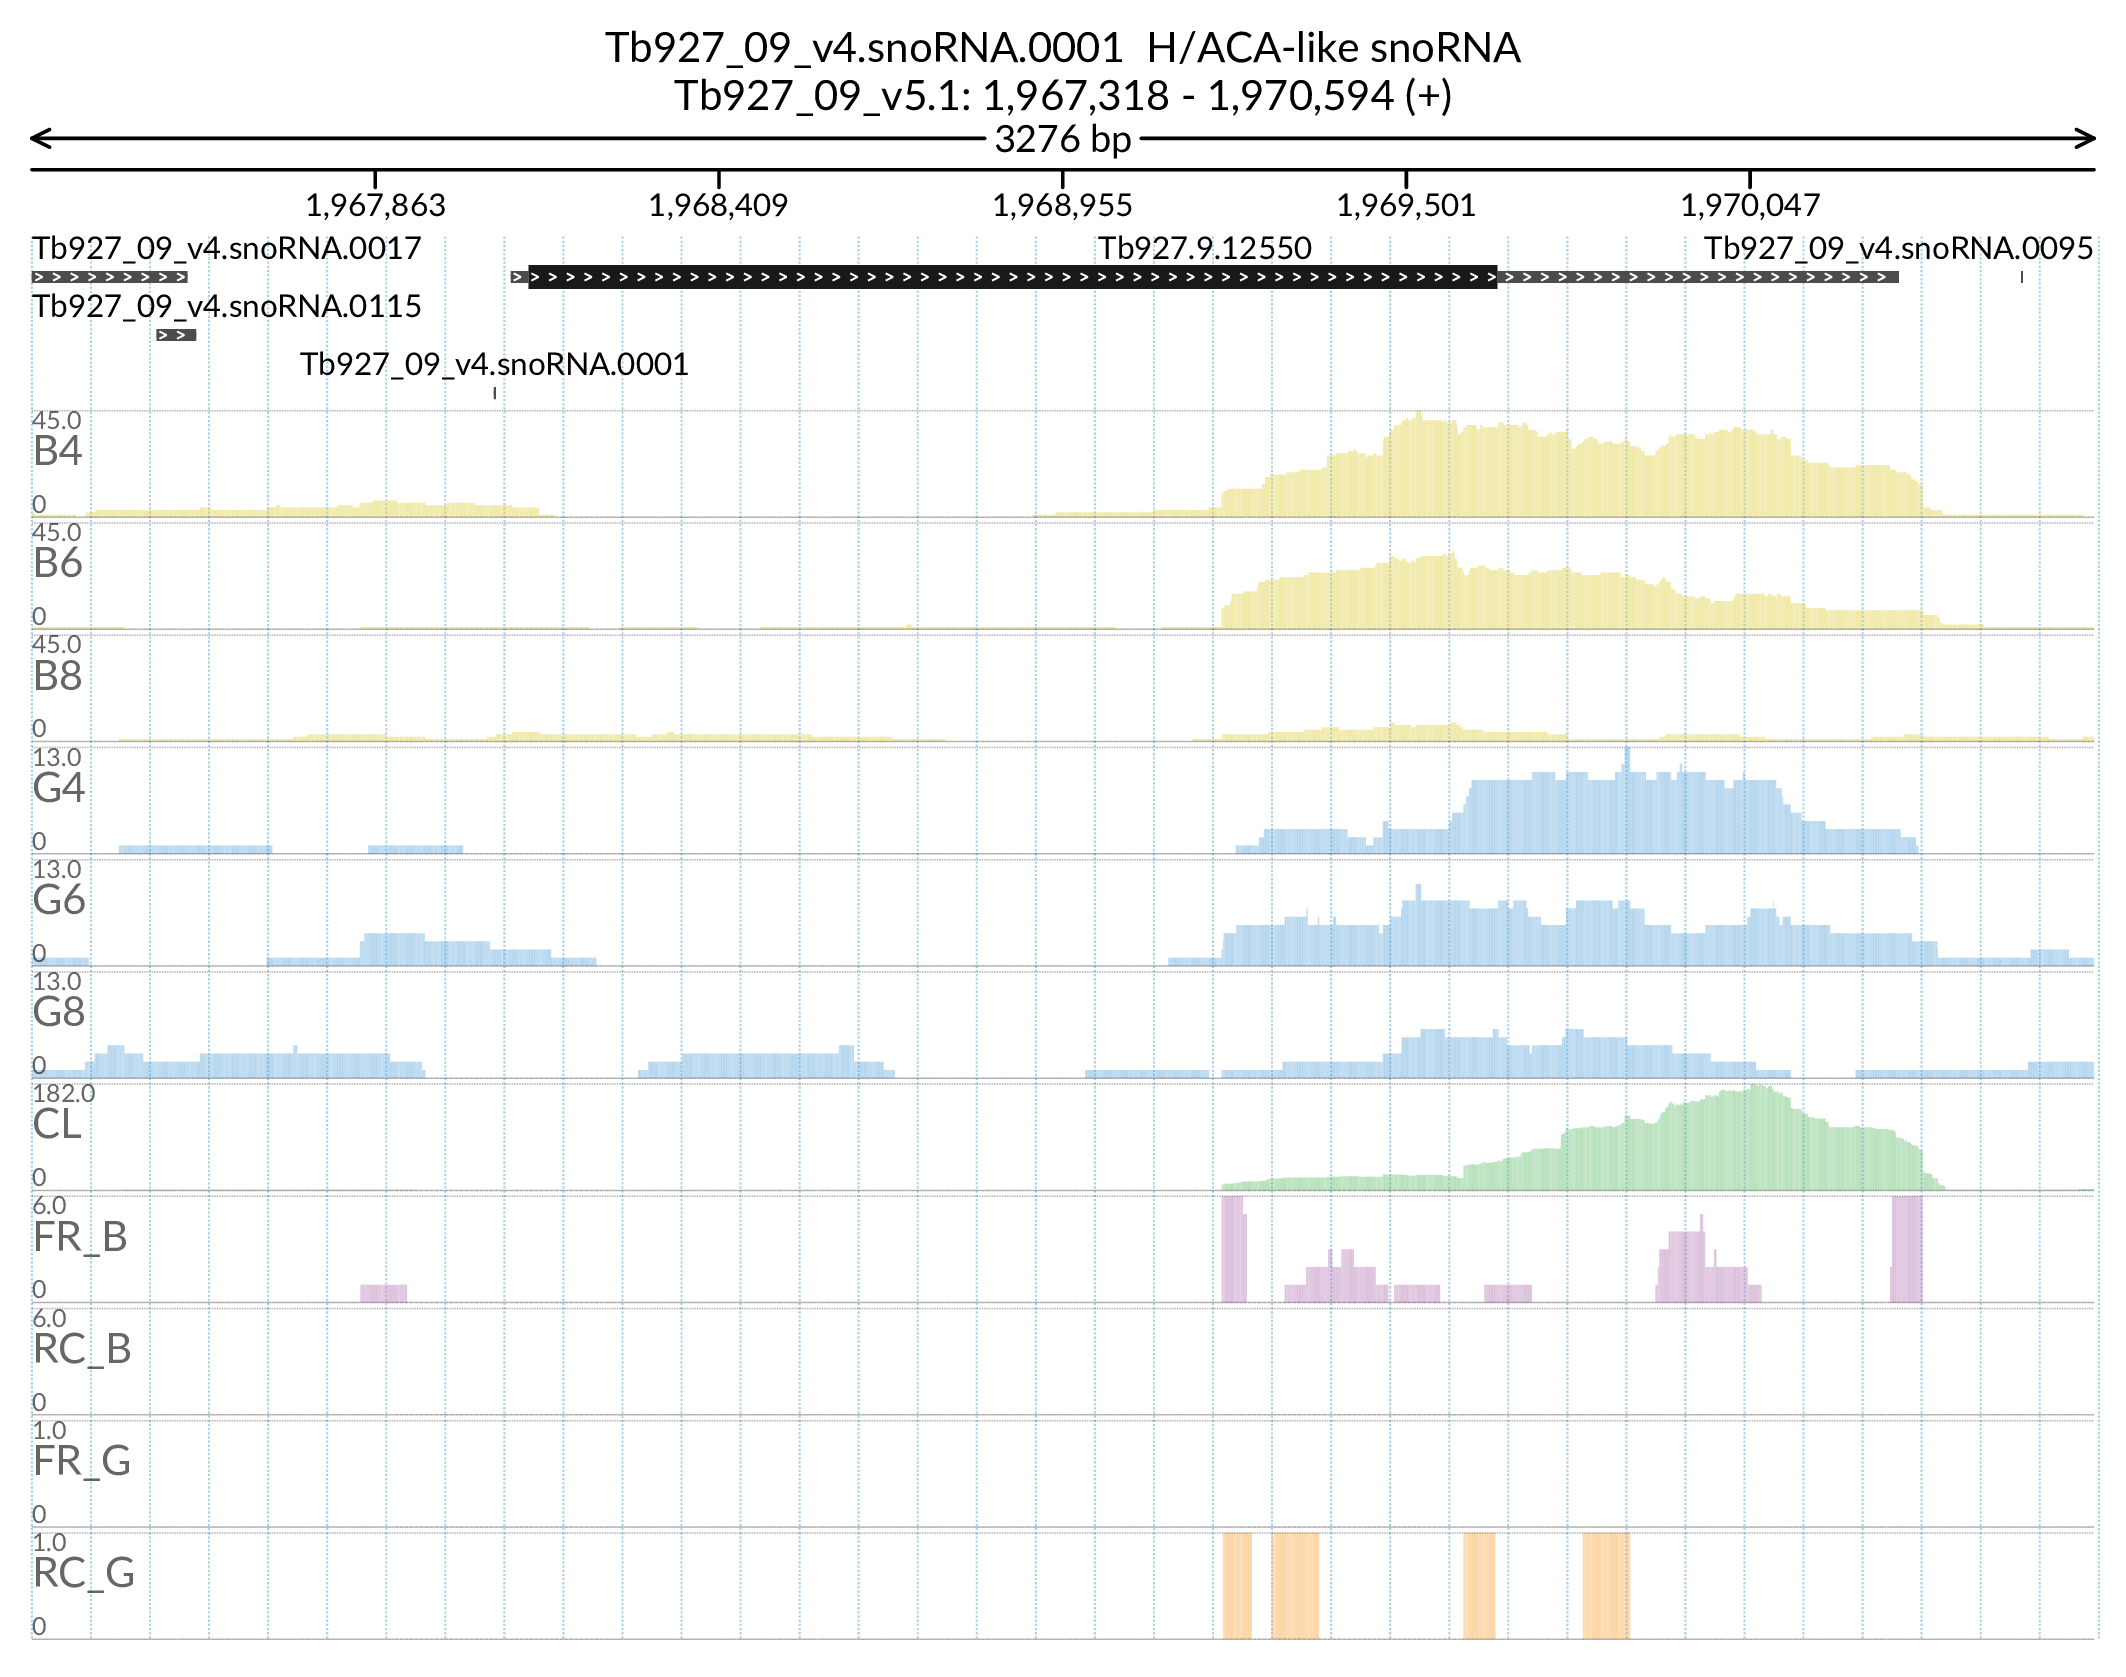 Tb927_09_v4.snoRNA.0001  H/ACA-like snoRNA
Tb927_09_v5.1: 1,967,318 - 1,970,594 (+)
3276 bp
1,967,863 1,968,409 1,968,955 1,969,501 1,970,047
Tb927_09_v4.snoRNA.0017 Tb927.9.12550 Tb927_09_v4.snoRNA.0095
Tb927_09_v4.snoRNA.0115
Tb927_09_v4.snoRNA.0001
45.0
B4
0
45.0
B6
0
45.0
B8
0
13.0
G4
0
13.0
G6
0
13.0
G8
0
182.0
CL
0
6.0
FR_B
0
6.0
RC_B
0
1.0
FR_G
0
1.0
RC_G
0